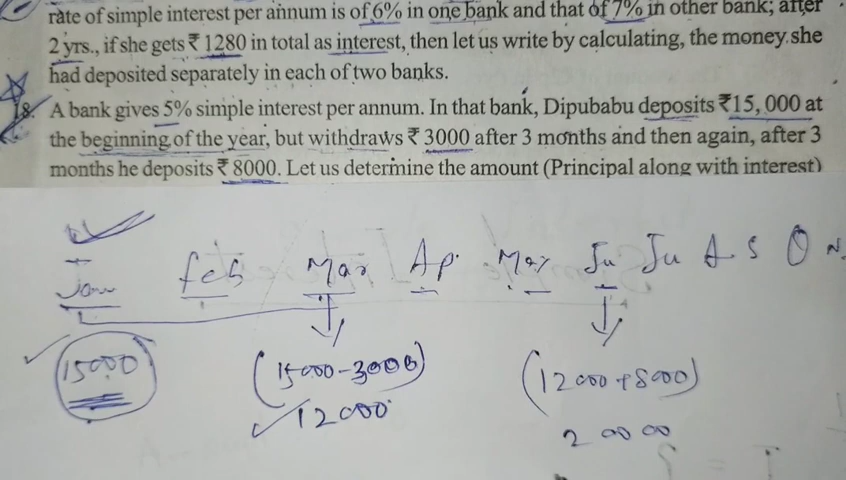 rate of simple interest per annum is of 6% in one bank and that of 7% in other bank; after
2 yrs., if she gets ₹ 1280 in total as interest, then let us write by calculating, the money she
had deposited separately in each of two banks.
18. A bank gives 5% simple interest per annum. In that bank, Dipubabu deposits ₹15,000 at
the beginning of the year, but withdraws ₹ 3000 after 3 months and then again, after 3
months he deposits ₹ 8000. Let us determine the amount (Principal along with interest)
Jan feb Mar Ap. May Ju Ju A S O N.
15000 (15000-3000) (12000+8000)
12000 20000